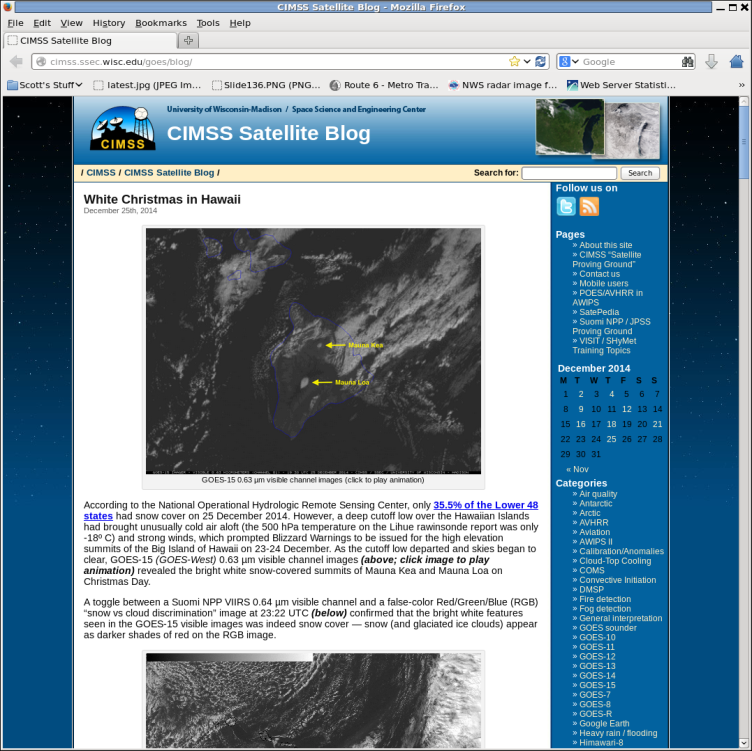 CIMSS Satellite Blog - Mozilla Firefox
File Edit View History Bookmarks Tools Help
CIMSS Satellite Blog
cimss.ssec.wisc.edu/goes/blog/
Google
Scott's Stuff
latest.jpg (JPEG Im...
Slide136.PNG (PNG...
Route 6 - Metro Tra...
NWS radar image f...
Web Server Statisti...
»
University of Wisconsin-Madison / Space Science and Engineering Center
CIMSS
CIMSS Satellite Blog
/ CIMSS / CIMSS Satellite Blog /
Search for:
Search
White Christmas in Hawaii
December 25th, 2014
Mauna Kea
Mauna Loa
GOES-15 0.63 µm visible channel images (click to play animation)
According to the National Operational Hydrologic Remote Sensing Center, only 35.5% of the Lower 48
states had snow cover on 25 December 2014. However, a deep cutoff low over the Hawaiian Islands
had brought unusually cold air aloft (the 500 hPa temperature on the Lihue rawinsonde report was only
-18º C) and strong winds, which prompted Blizzard Warnings to be issued for the high elevation
summits of the Big Island of Hawaii on 23-24 December. As the cutoff low departed and skies began to
clear, GOES-15 (GOES-West) 0.63 µm visible channel images (above; click image to play
animation) revealed the bright white snow-covered summits of Mauna Kea and Mauna Loa on
Christmas Day.
A toggle between a Suomi NPP VIIRS 0.64 µm visible channel and a false-color Red/Green/Blue (RGB)
“snow vs cloud discrimination” image at 23:22 UTC (below) confirmed that the bright white features
seen in the GOES-15 visible images was indeed snow cover — snow (and glaciated ice clouds) appear
as darker shades of red on the RGB image.
Follow us on
Pages
» About this site
» CIMSS “Satellite
Proving Ground”
» Contact us
» Mobile users
» POES/AVHRR in
AWIPS
» SatePedia
» Suomi NPP / JPSS
Proving Ground
» VISIT / SHyMet
Training Topics
December 2014
M T W T F S S
1 2 3 4 5 6 7
8 9 10 11 12 13 14
15 16 17 18 19 20 21
22 23 24 25 26 27 28
29 30 31
« Nov
Categories
» Air quality
» Antarctic
» Arctic
» AVHRR
» Aviation
» AWIPS II
» Calibration/Anomalies
» Cloud-Top Cooling
» COMS
» Convective Initiation
» DMSP
» Fire detection
» Fog detection
» General interpretation
» GOES sounder
» GOES-10
» GOES-11
» GOES-12
» GOES-13
» GOES-14
» GOES-15
» GOES-7
» GOES-8
» GOES-R
» Google Earth
» Heavy rain / flooding
» Himawari-8